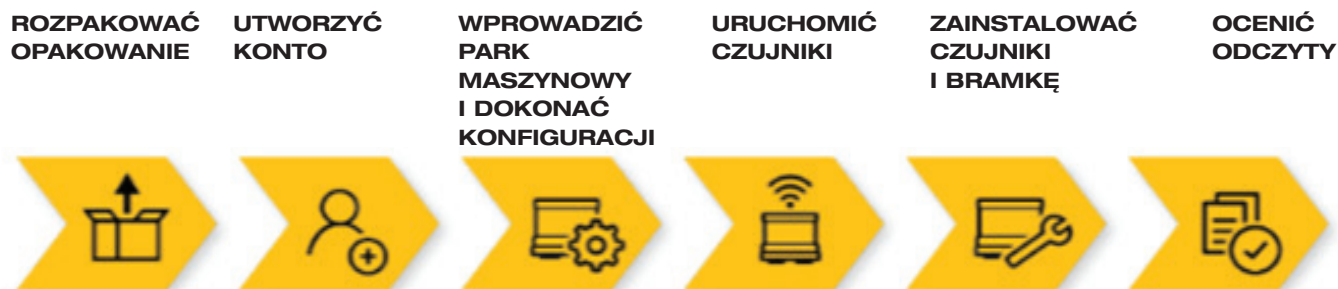 ROZPAKOWAĆ
OPAKOWANIE
UTWORZYĆ
KONTO
WPROWADZIĆ
PARK
MASZYNOWY
I DOKONAĆ
KONFIGURACJI
URUCHOMIĆ
CZUJNIKI
ZAINSTALOWAĆ
CZUJNIKI
I BRAMKĘ
OCENIĆ
ODCZYTY